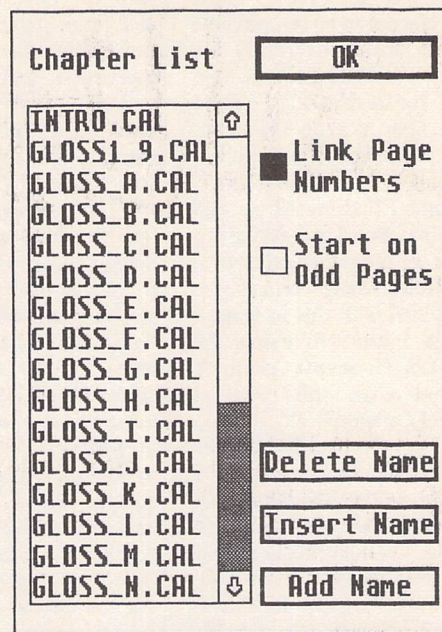 Chapter List
OK
INTRO.CAL
GLOSS1_9.CAL
GLOSS_A.CAL
GLOSS_B.CAL
GLOSS_C.CAL
GLOSS_D.CAL
GLOSS_E.CAL
GLOSS_F.CAL
GLOSS_G.CAL
GLOSS_H.CAL
GLOSS_I.CAL
GLOSS_J.CAL
GLOSS_K.CAL
GLOSS_L.CAL
GLOSS_M.CAL
GLOSS_N.CAL
Link Page
Numbers
Start on
Odd Pages
Delete Name
Insert Name
Add Name